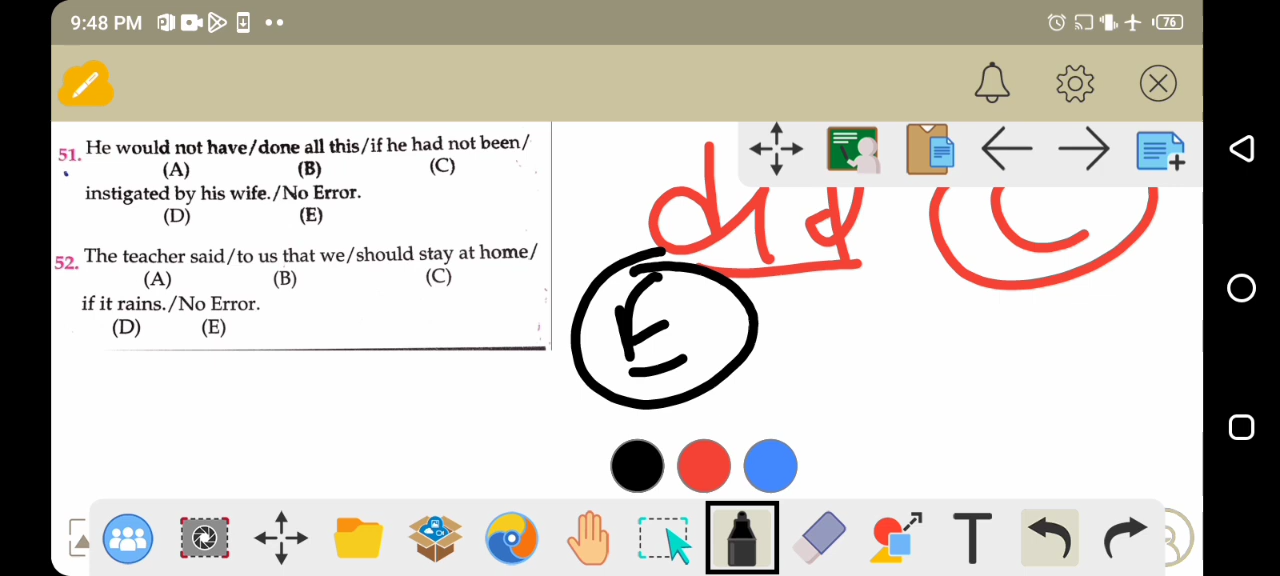 9:48 PM
76
51. He would not have/done all this/if he had not been/
(A) (B) (C)
instigated by his wife./No Error.
(D) (E)
52. The teacher said/to us that we/should stay at home/
(A) (B) (C)
if it rains./No Error.
(D) (E)
did
C
E
T